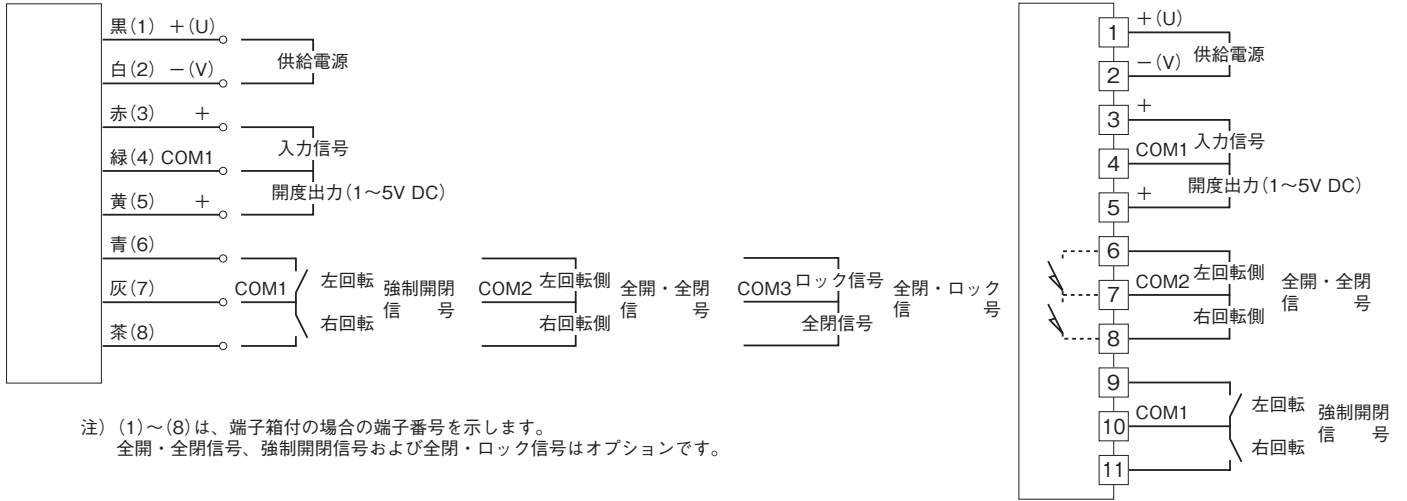 黒(1) +(U)
供給電源
白(2) −(V)
赤(3) +
入力信号
緑(4) COM1
開度出力(1〜5V DC)
黄(5) +
青(6)
灰(7)
茶(8)
COM1
左回転
右回転
強制開閉
信 号
COM2
左回転側
右回転側
全開・全閉
信 号
COM3
ロック信号
全閉信号
全閉・ロック
信 号
注)(1)〜(8)は、端子箱付の場合の端子番号を示します。
全開・全閉信号、強制開閉信号および全閉・ロック信号はオプションです。
1 +(U)
供給電源
2 −(V)
3 +
入力信号
4 COM1
開度出力(1〜5V DC)
5 +
6
左回転側
7 COM2
右回転側
8
全開・全閉
信 号
9
左回転
10 COM1
右回転
11
強制開閉
信 号